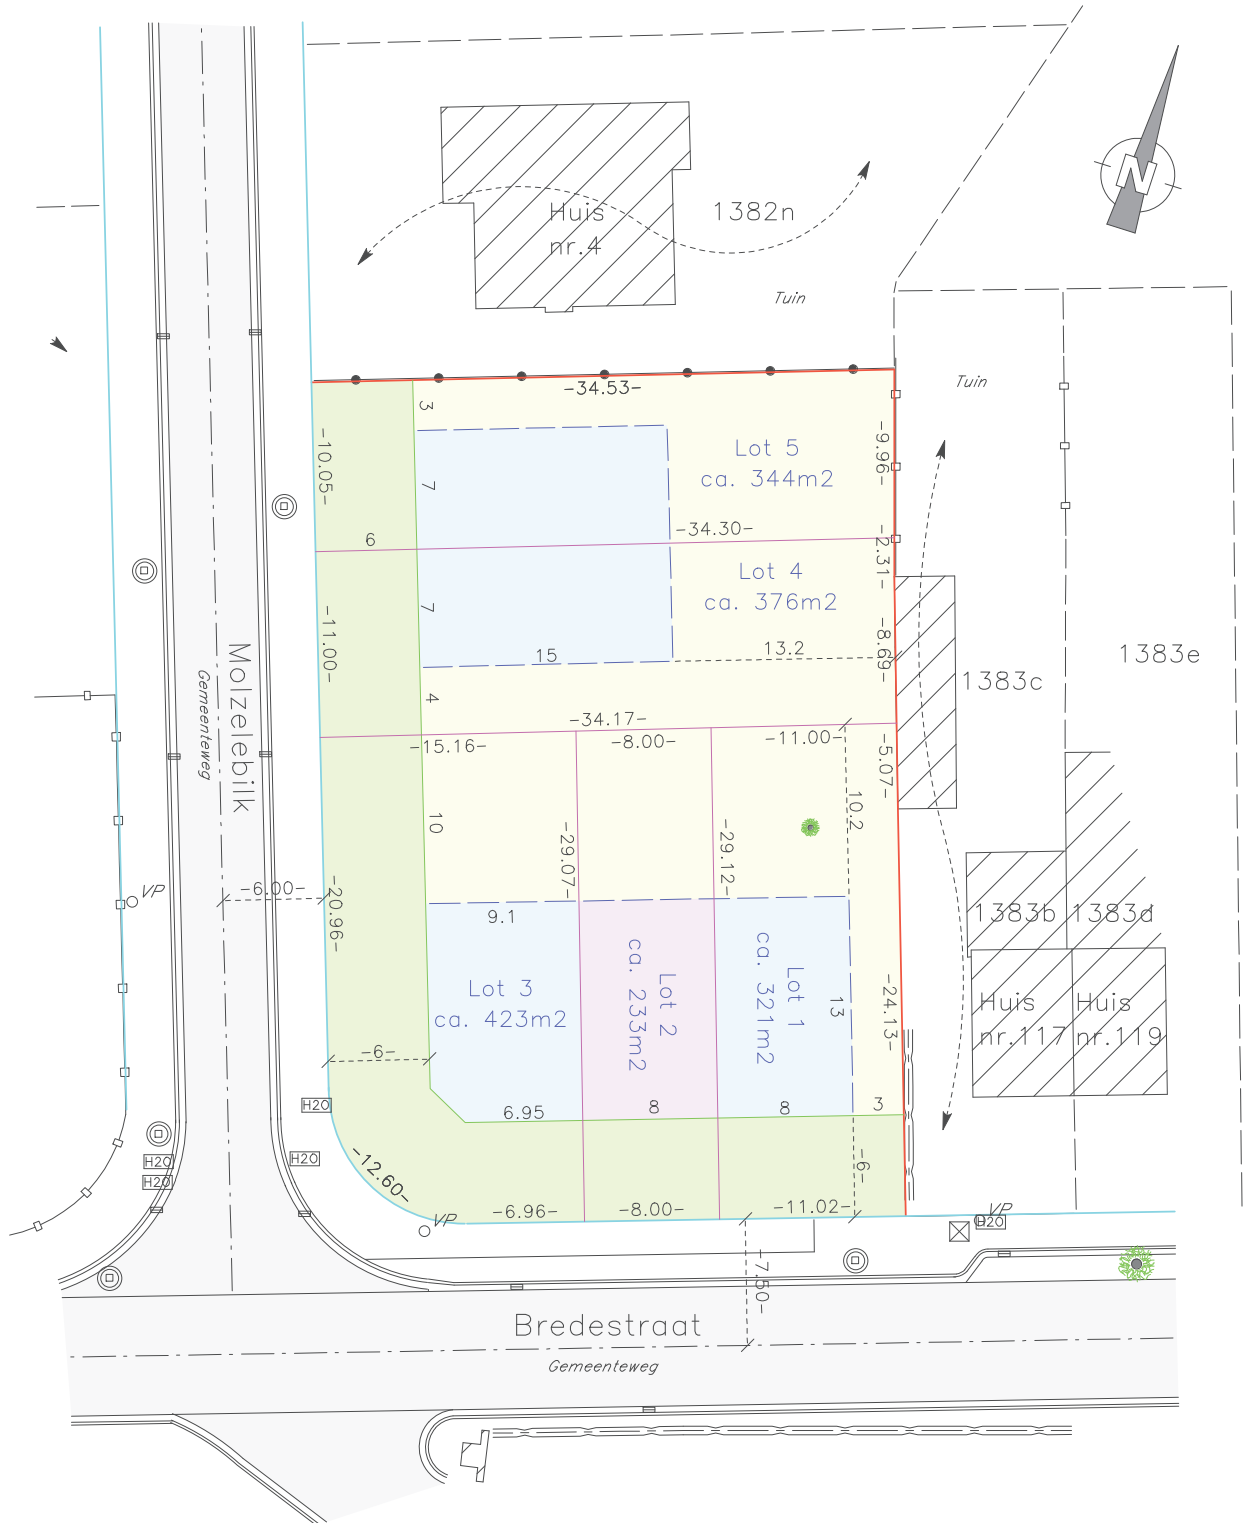 N
Huis
nr.4
1382n
Tuin
Tuin
-34.53-
3
-10.05-
7
Lot 5
ca. 344m2
-9.96-
6
-34.30-
-2.31-
Lot 4
ca. 376m2
7
-11.00-
15
13.2
-8.69-
1383c
1383e
Molzelebilk
Gemeenteweg
4
-34.17-
-15.16-
-8.00-
-11.00-
-5.07-
10
-29.07-
-29.12-
10.2
VP
-6.00-
-20.96-
9.1
1383b
1383d
Lot 3
ca. 423m2
Lot 2
ca. 233m2
Lot 1
ca. 321m2
13
-24.13-
Huis
nr.117
Huis
nr.119
-6-
H2O
6.95
8
8
3
H2O
H2O
H2O
-12.60-
-6-
VP
-6.96-
-8.00-
-11.02-
VP
H2O
-7.50-
Bredestraat
Gemeenteweg